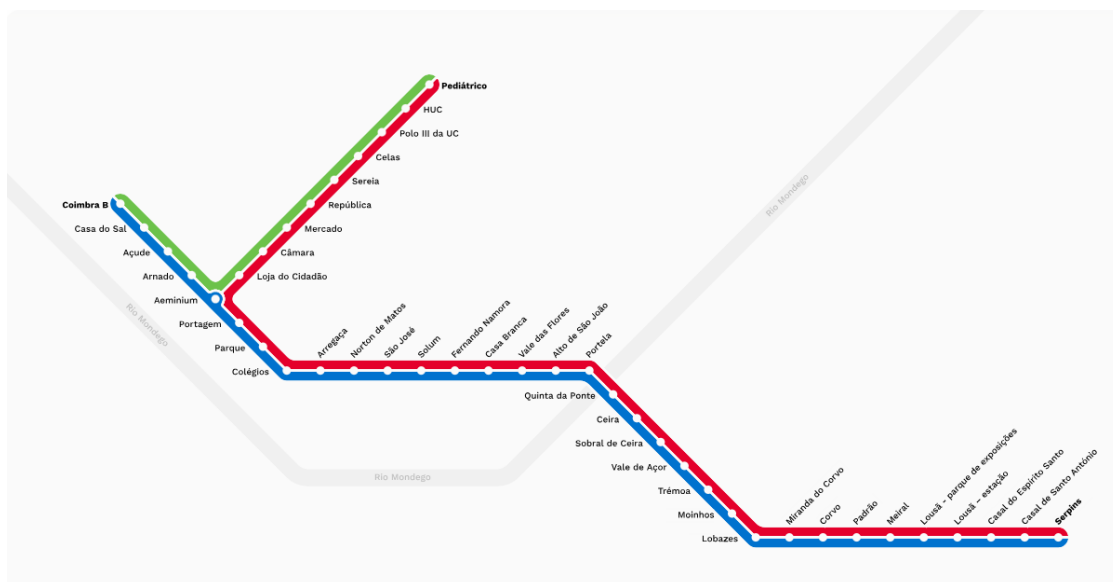 Pediátrico
HUC
Polo III da UC
Celas
Sereia
República
Mercado
Câmara
Loja do Cidadão
Coimbra B
Casa do Sal
Açude
Arnado
Aeminium
Portagem
Parque
Colégios
Arregaça
Norton de Matos
São José
Solum
Fernando Namora
Casa Branca
Vale das Flores
Alto de São João
Portela
Quinta da Ponte
Ceira
Sobral de Ceira
Vale de Açor
Trémoa
Moinhos
Lobazes
Miranda do Corvo
Corvo
Padrão
Meiral
Lousã - parque de exposições
Lousã - estação
Casal do Espírito Santo
Casal de Santo António
Serpins
Rio Mondego
Rio Mondego
Rio Mondego